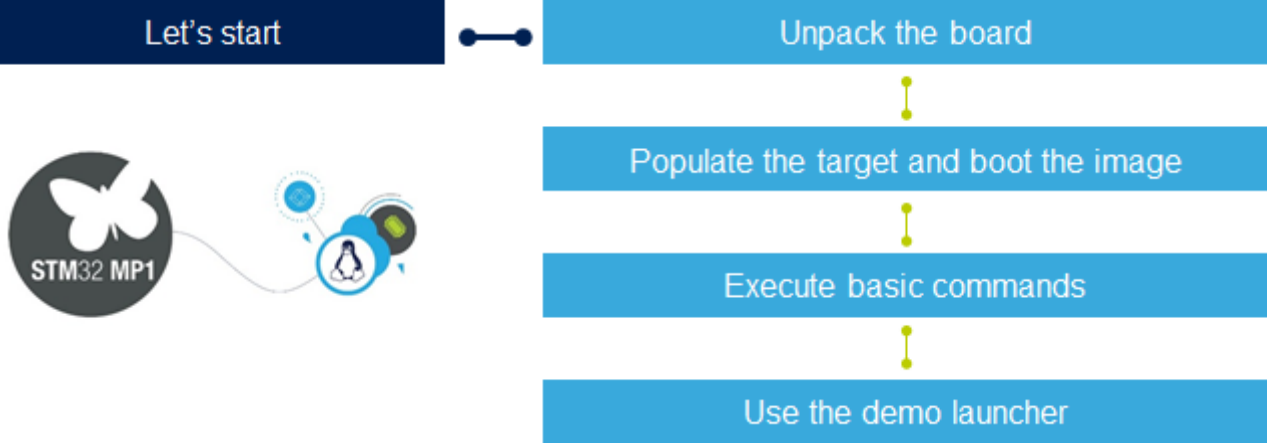 Let's start
Unpack the board
Populate the target and boot the image
STM32 MP1
Execute basic commands
Use the demo launcher